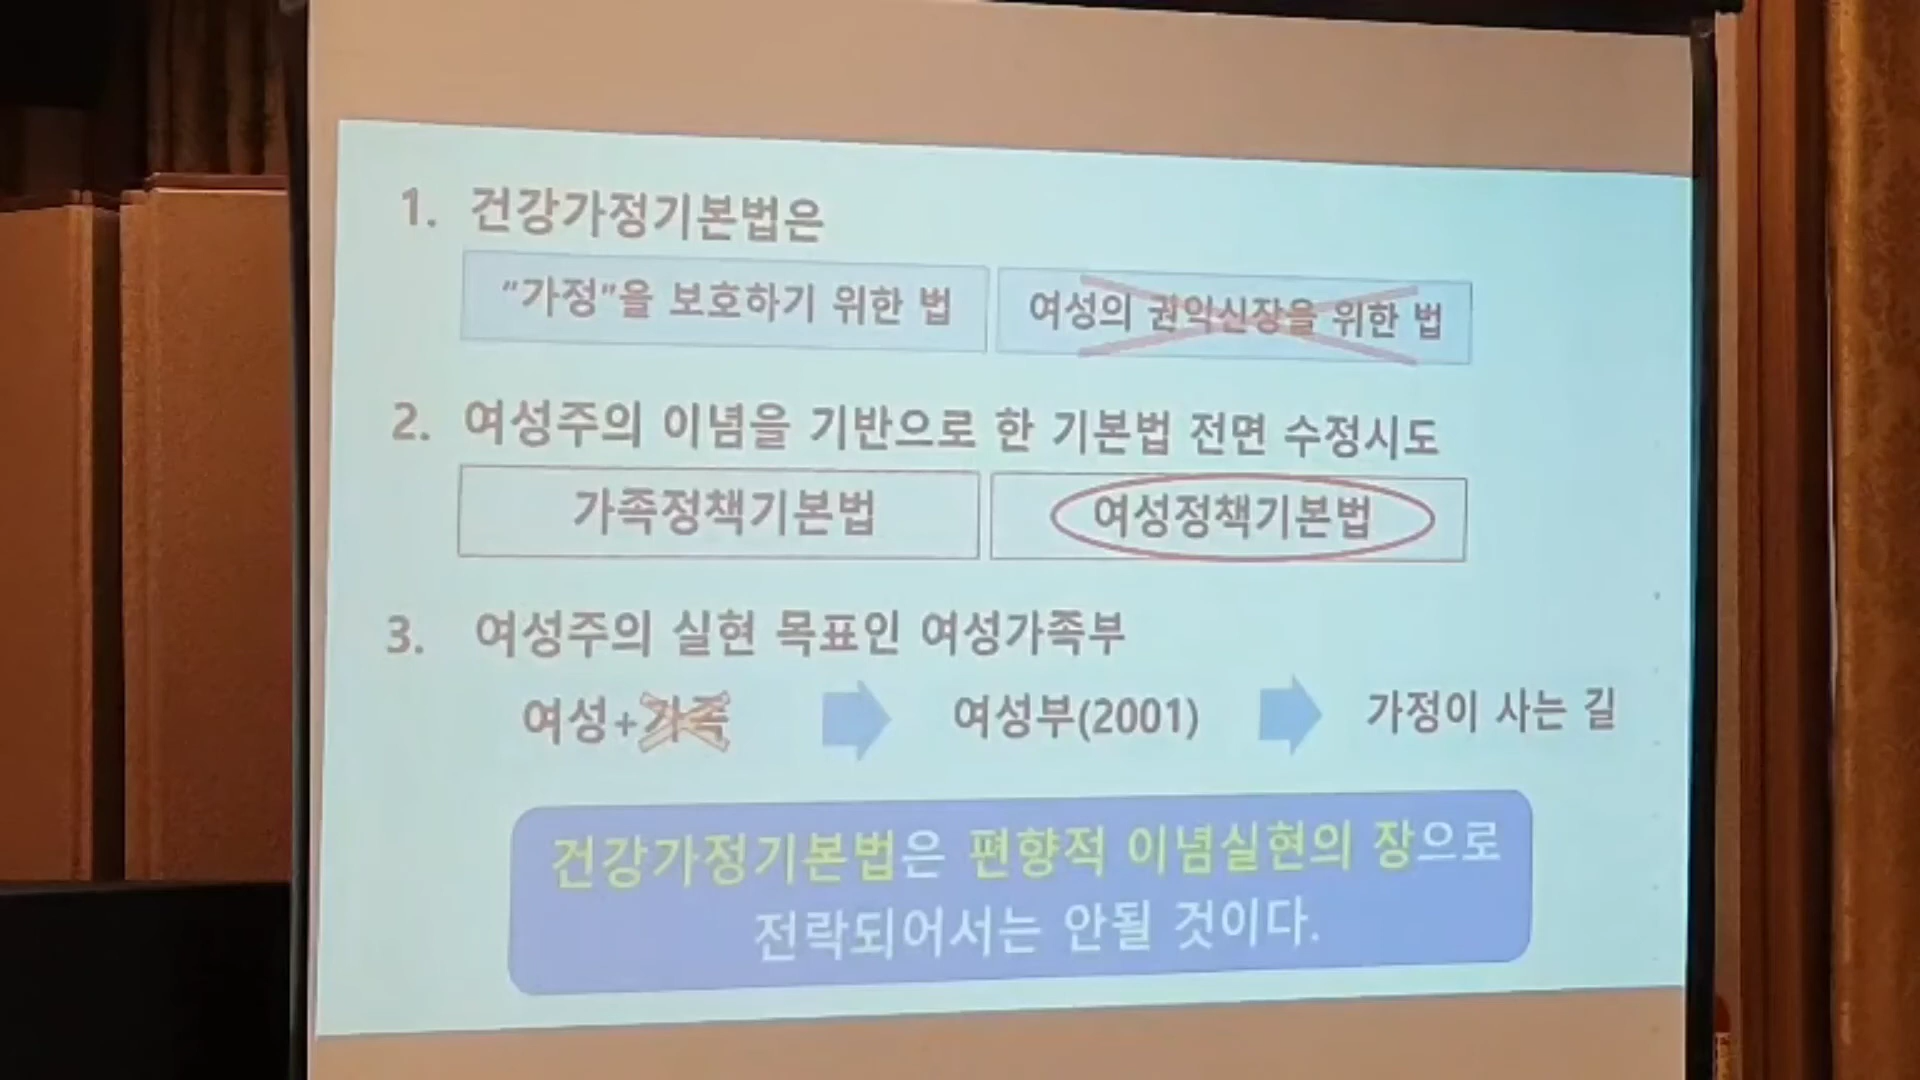 1. 건강가정기본법은
“가정”을 보호하기 위한 법 여성의 권익신장을 위한 법
2. 여성주의 이념을 기반으로 한 기본법 전면 수정시도
가족정책기본법 여성정책기본법
3. 여성주의 실현 목표인 여성가족부
여성+가족 여성부(2001) 가정이 사는 길
건강가정기본법은 편향적 이념실현의 장으로
전락되어서는 안될 것이다.